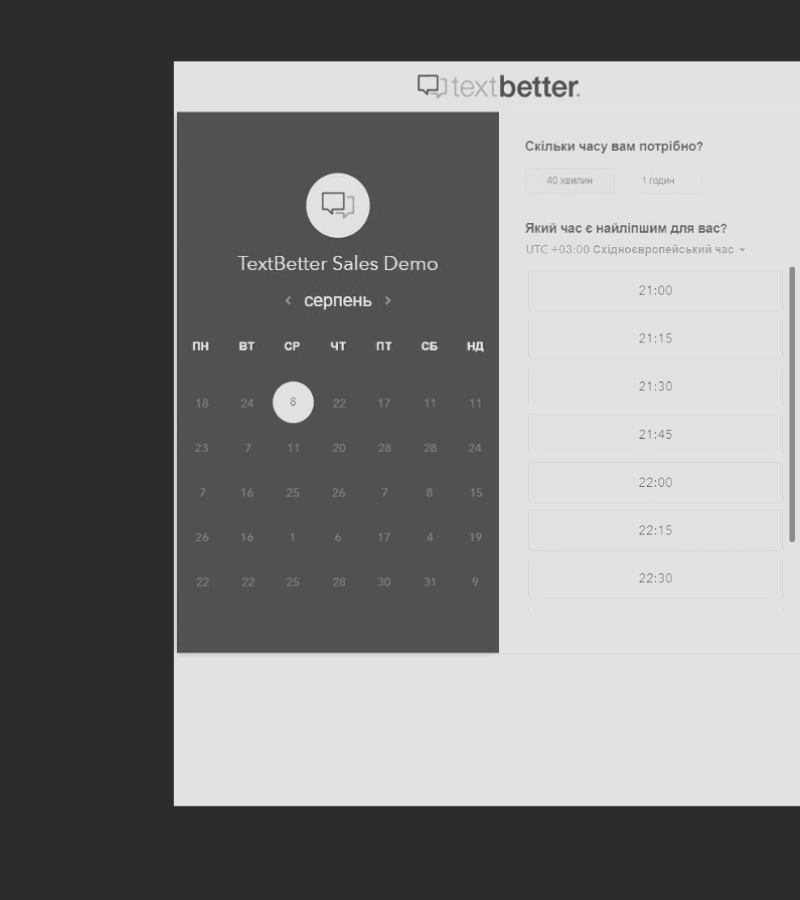 textbetter.
TextBetter Sales Demo
серпень
ПН ВТ СР ЧТ ПТ СБ НД
18 24 8 22 17 11 11
23 7 11 20 28 28 24
7 16 25 26 7 8 15
26 16 1 6 17 4 19
22 22 25 28 30 31 9
Скільки часу вам потрібно?
40 хвилин 1 годин
Який час є найліпшим для вас?
UTC +03:00 Східноєвропейський час
21:00
21:15
21:30
21:45
22:00
22:15
22:30